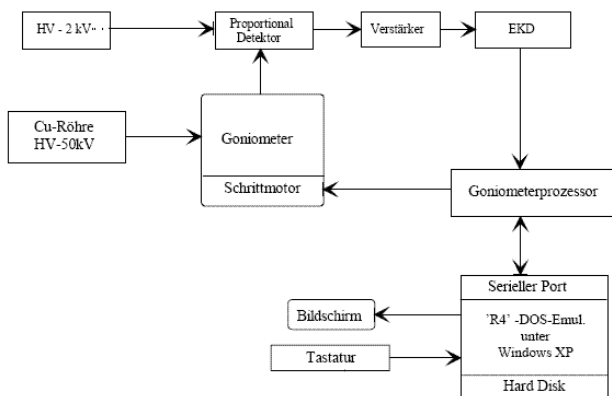 HV - 2 kV
Proportional
Detektor
Verstärker
EKD
Cu-Röhre
HV-50kV
Goniometer
Schrittmotor
Goniometerprozessor
Serieller Port
'R4' -DOS-Emul.
unter
Windows XP
Hard Disk
Bildschirm
Tastatur